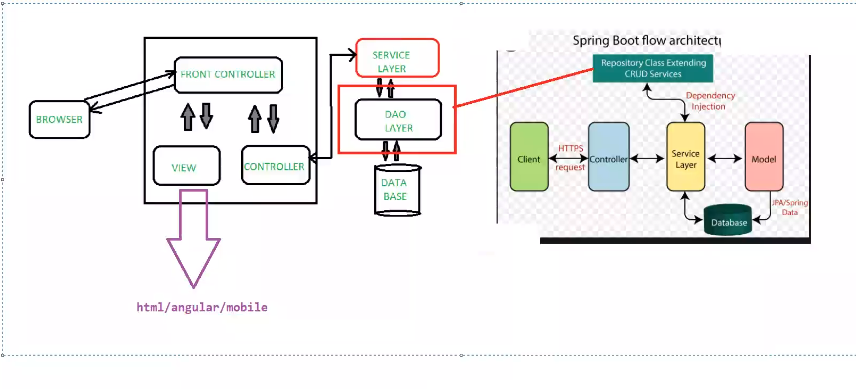 FRONT CONTROLLER
BROWSER
VIEW
CONTROLLER
SERVICE
LAYER
DAO
LAYER
DATA
BASE
html/angular/mobile
Spring Boot flow architectu
Repository Class Extending
CRUD Services
Dependency
Injection
Client
HTTPS
request
Controller
Service
Layer
Model
JPA/Spring
Data
Database